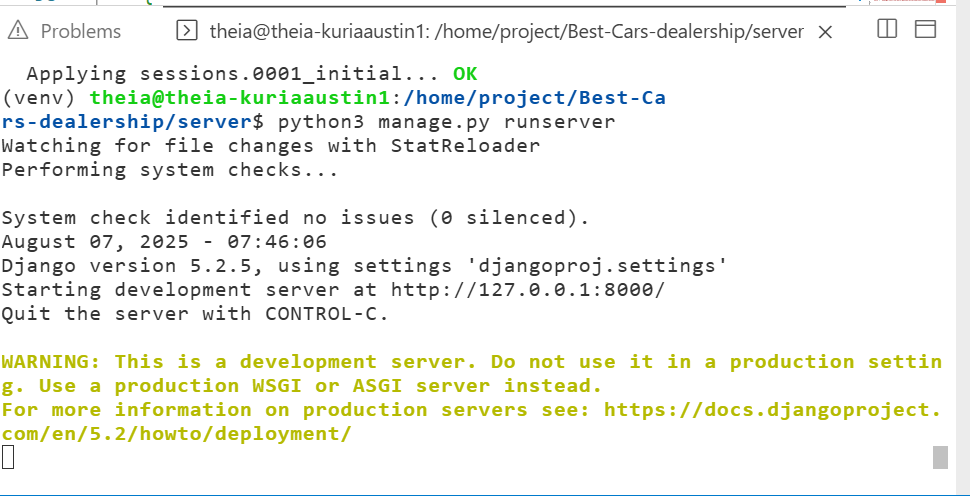 Problems
theia@theia-kuriaaustin1: /home/project/Best-Cars-dealership/server
Applying sessions.0001_initial... OK
(venv) theia@theia-kuriaaustin1:/home/project/Best-Ca
rs-dealership/server$ python3 manage.py runserver
Watching for file changes with StatReloader
Performing system checks...
System check identified no issues (0 silenced).
August 07, 2025 - 07:46:06
Django version 5.2.5, using settings 'djangoproj.settings'
Starting development server at http://127.0.0.1:8000/
Quit the server with CONTROL-C.
WARNING: This is a development server. Do not use it in a production settin
g. Use a production WSGI or ASGI server instead.
For more information on production servers see: https://docs.djangoproject.
com/en/5.2/howto/deployment/